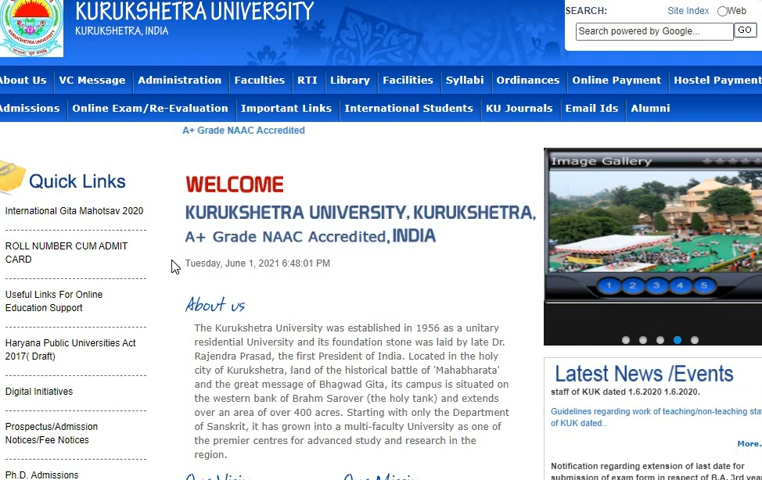 KURUKSHETRA UNIVERSITY
KURUKSHETRA, INDIA
SEARCH:
Site Index
Web
Search powered by Google...
GO
About Us VC Message Administration Faculties RTI Library Facilities Syllabi Ordinances Online Payment Hostel Payment
Admissions Online Exam/Re-Evaluation Important Links International Students KU Journals Email Ids Alumni
A+ Grade NAAC Accredited
Quick Links
International Gita Mahotsav 2020
ROLL NUMBER CUM ADMIT
CARD
Useful Links For Online
Education Support
Haryana Public Universities Act
2017( Draft)
Digital Initiatives
Prospectus/Admission
Notices/Fee Notices
Ph.D. Admissions
WELCOME
KURUKSHETRA UNIVERSITY, KURUKSHETRA,
A+ Grade NAAC Accredited, INDIA
Tuesday, June 1, 2021 6:48:01 PM
About us
The Kurukshetra University was established in 1956 as a unitary
residential University and its foundation stone was laid by late Dr.
Rajendra Prasad, the first President of India. Located in the holy
city of Kurukshetra, land of the historical battle of 'Mahabharata'
and the great message of Bhagwad Gita, its campus is situated on
the western bank of Brahm Sarover (the holy tank) and extends
over an area of over 400 acres. Starting with only the Department
of Sanskrit, it has grown into a multi-faculty University as one of
the premier centres for advanced study and research in the
region.
Image Gallery
1 2 3 4 5
Latest News /Events
staff of KUK dated 1.6.2020 1.6.2020.
Guidelines regarding work of teaching/non-teaching sta
of KUK dated..
More.
Notification regarding extension of last date for
submission of exam form in respect of B.A. 3rd yea